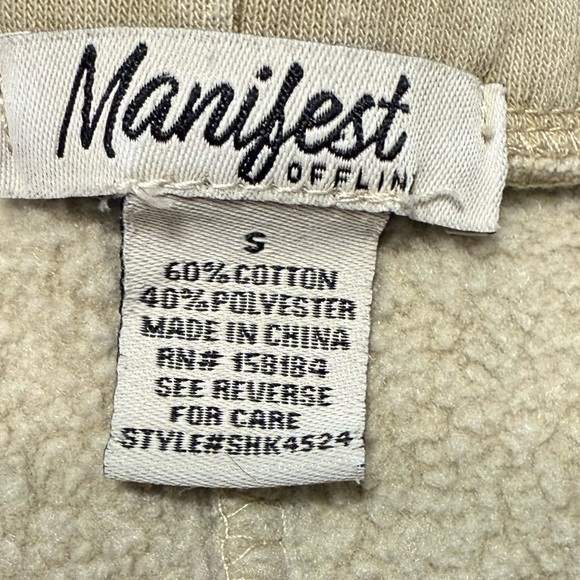 Manifest
OFFLIN
S
60% COTTON
40% POLYESTER
MADE IN CHINA
RN# 158184
SEE REVERSE
FOR CARE
STYLE#SHK4524